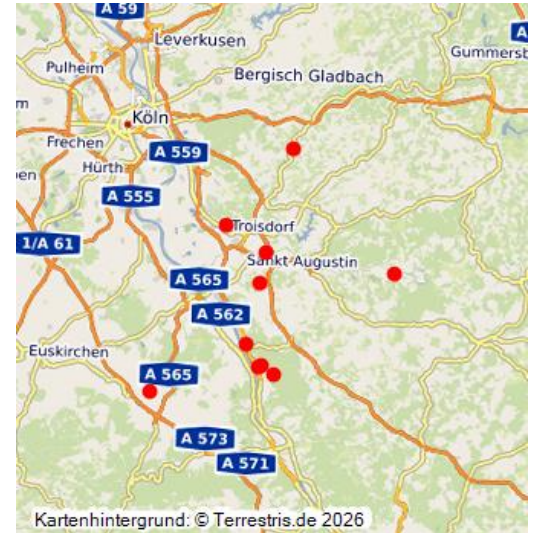 A 59
Leverkusen
A
Gummersb
Pulheim
Bergisch Gladbach
m
Köln
Frechen
A 559
Hürth
en
A 555
Troisdorf
1/A 61
Sankt Augustin
A 565
A 562
Euskirchen
A 565
A 573
A 571
Kartenhintergrund: © Terrestris.de 2026